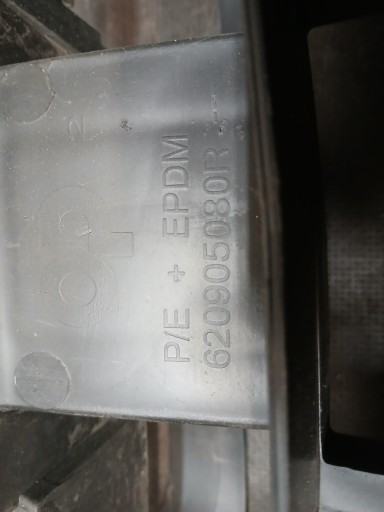 P/E + EPDM
620905080R --